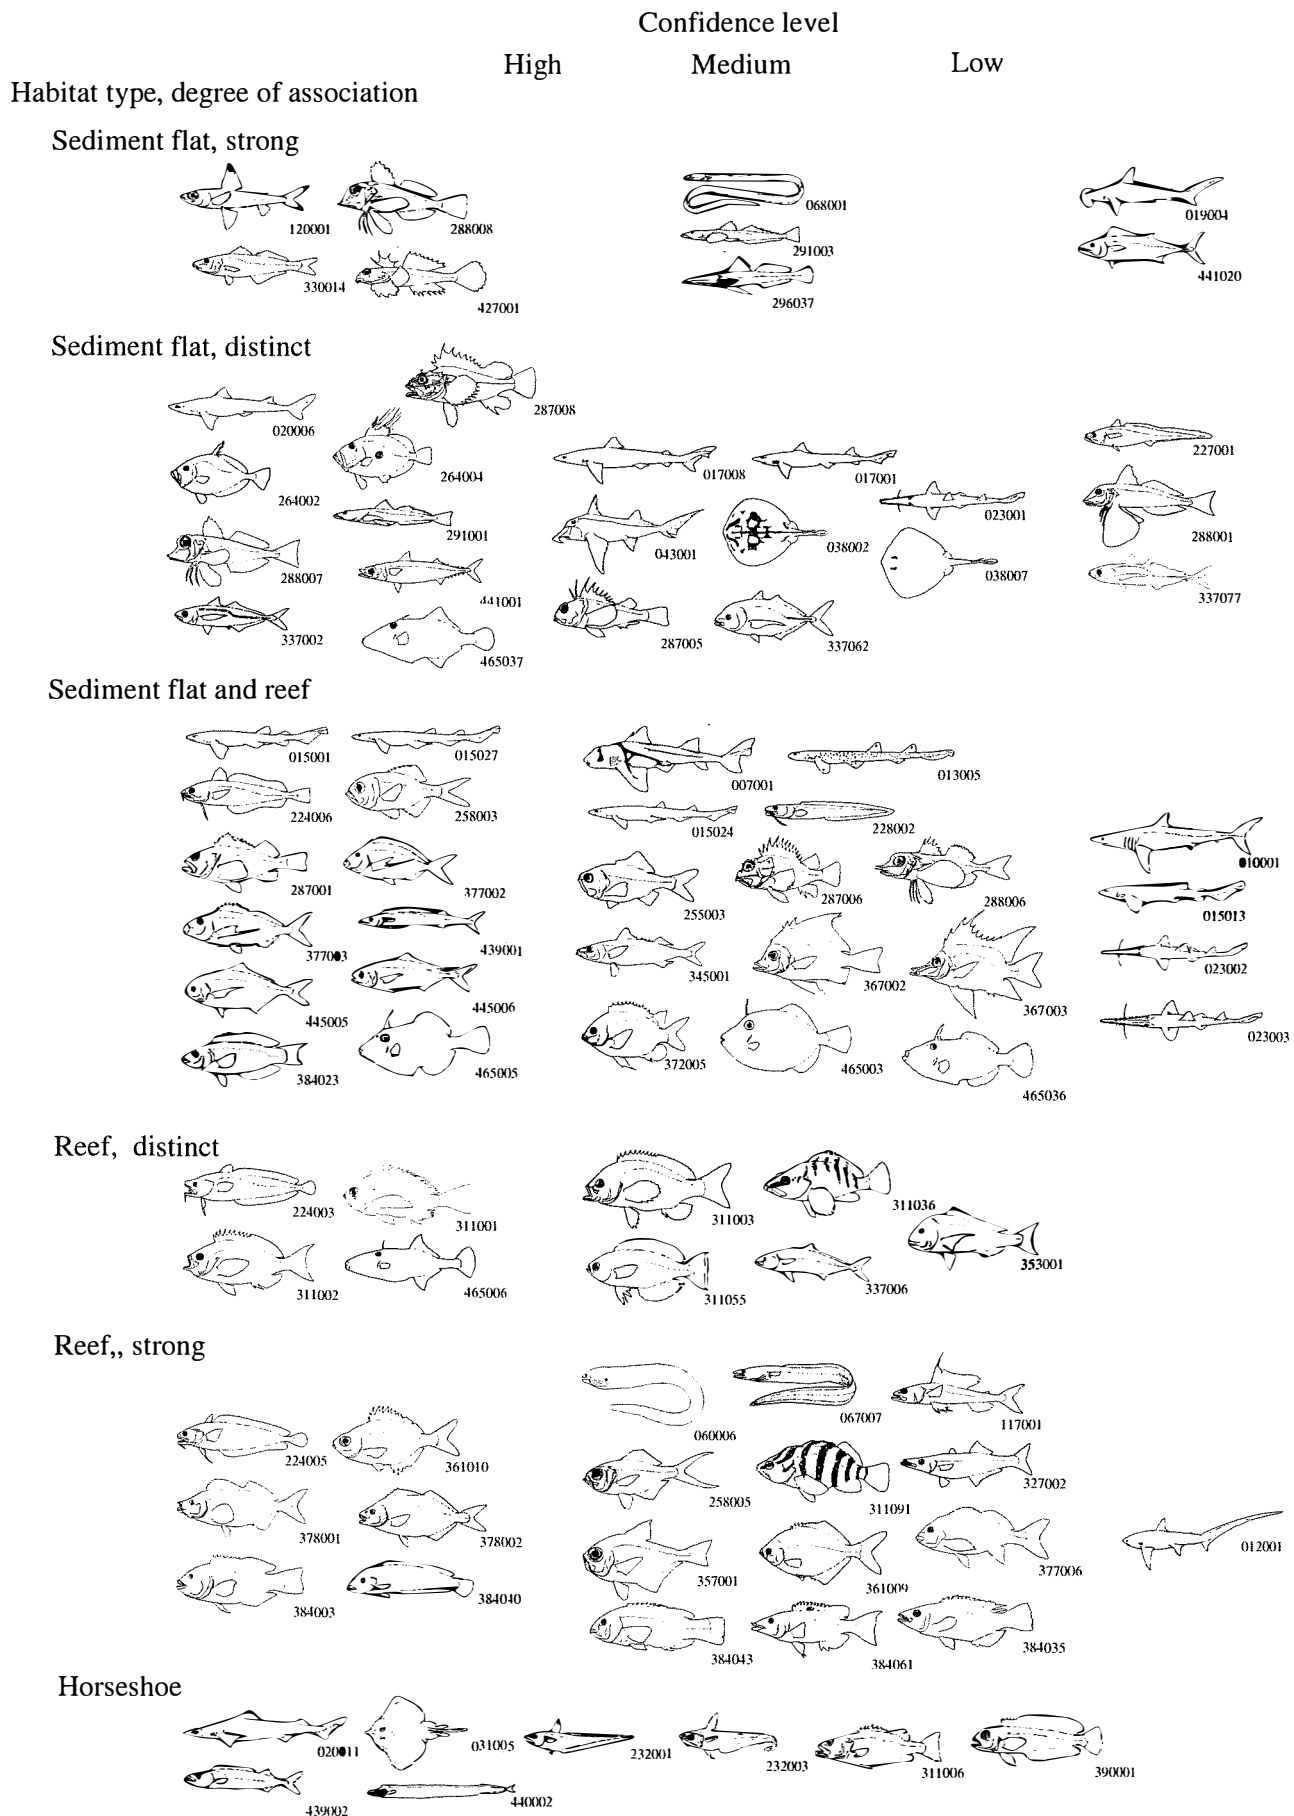 Confidence level
High Medium Low
Habitat type, degree of association
Sediment flat, strong
120001 288008 068001 019004
291003
330014 427001 296037 441020
Sediment flat, distinct
020006 287008
264002 264004 017008 017001 227001
291001 043001 038002 023001 288001
288007 441001 038007 337077
337002 465037 287005 337062
Sediment flat and reef
015001 015027 007001 013005
224006 258003 015024 228002 010001
287001 377002 255003 287006 288006 015013
377003 439001 345001 367002 367003 023002
445005 445006 023003
384023 465005 372005 465003 465036
Reef, distinct
224003 311001 311003 311036 353001
311002 465006 311055 337006
Reef,, strong
060006 067007 117001
224005 361010 258005 311091 327002
378001 378002 357001 361009 377006 012001
384003 384040 384043 384061 384035
Horseshoe
020011 031005 232001 232003 311006 390001
439002 440002